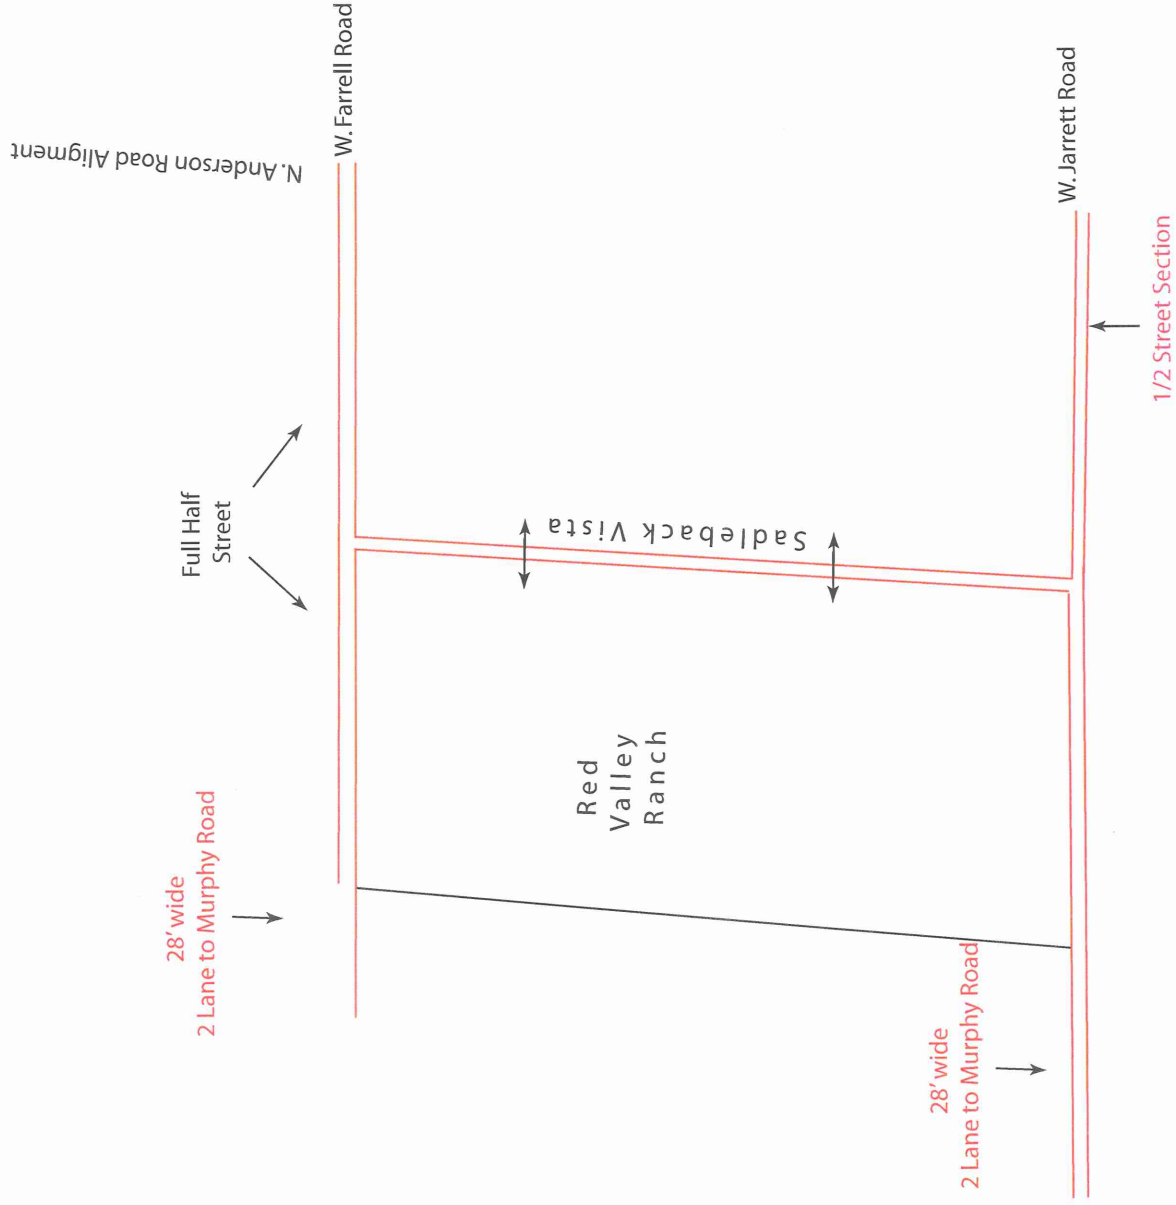 N. Anderson Road Aligment
W. Farrell Road
W. Jarrett Road
1/2 Street Section
Full Half
Street
Sadleback Vista
Red
Valley
Ranch
28' wide
2 Lane to Murphy Road
28' wide
2 Lane to Murphy Road